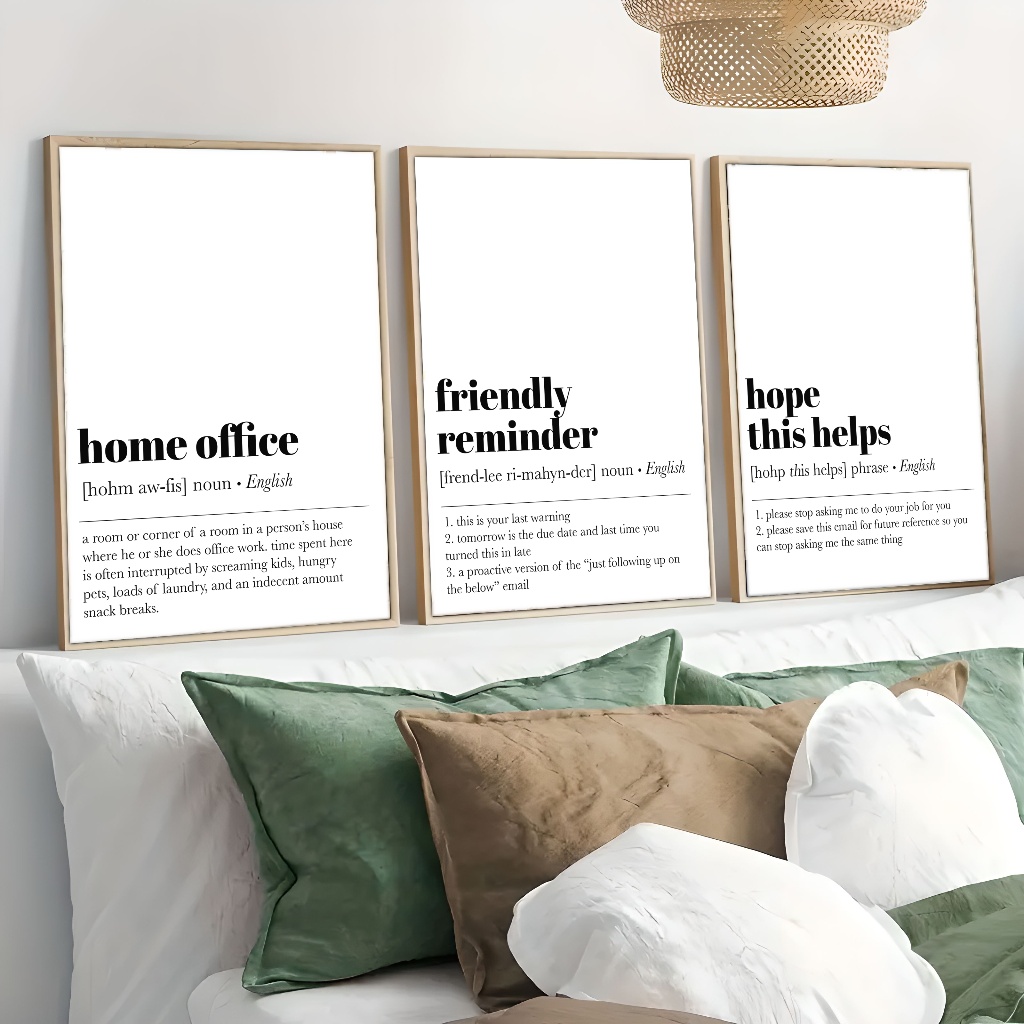 home office
[hohm aw-fis] noun • English
a room or corner of a room in a person's house
where he or she does office work. time spent here
is often interrupted by screaming kids, hungry
pets, loads of laundry, and an indecent amount
snack breaks.
friendly
reminder
[frend-lee ri-mahyn-der] noun • English
1. this is your last warning
2. tomorrow is the due date and last time you
turned this in late
3. a proactive version of the “just following up on
the below” email
hope
this helps
[hohp this helps] phrase • English
1. please stop asking me to do your job for you
2. please save this email for future reference so you
can stop asking me the same thing